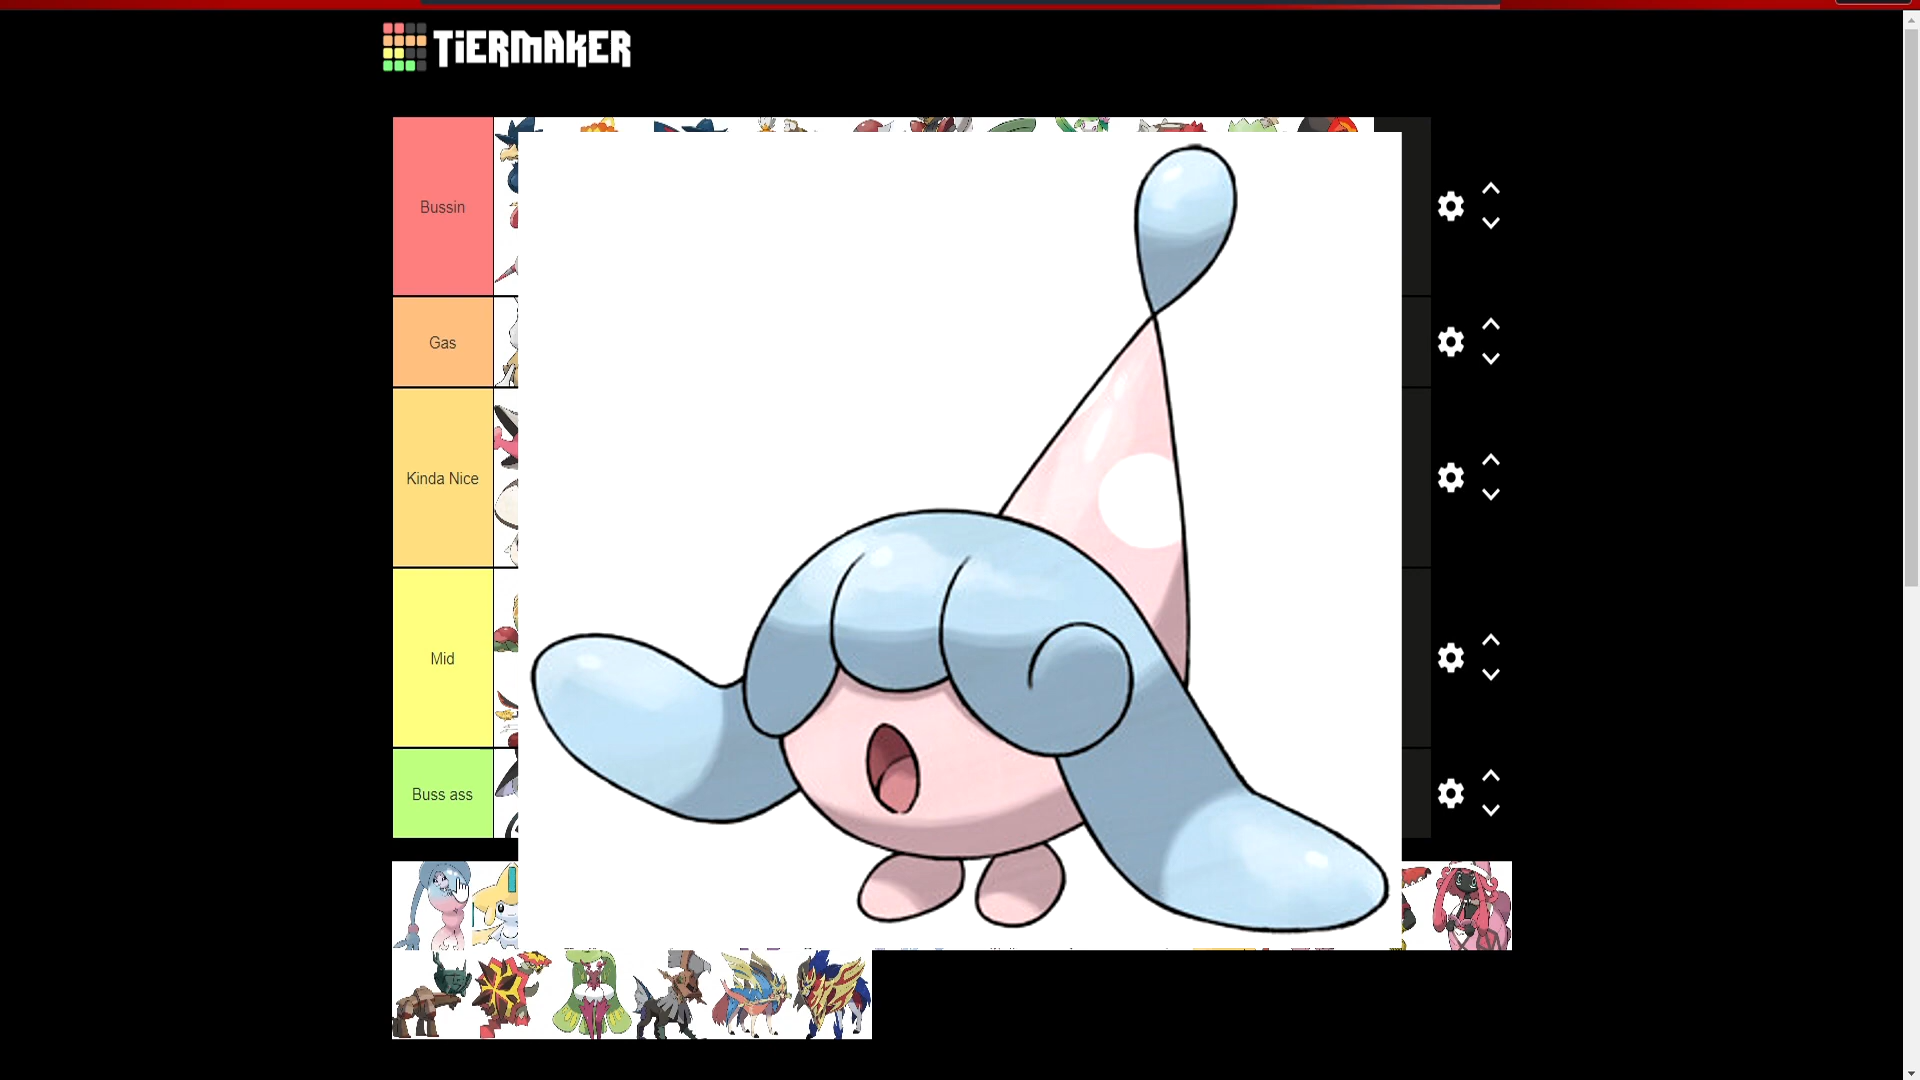 TiERMAKER
Bussin
Gas
Kinda Nice
Mid
Buss ass